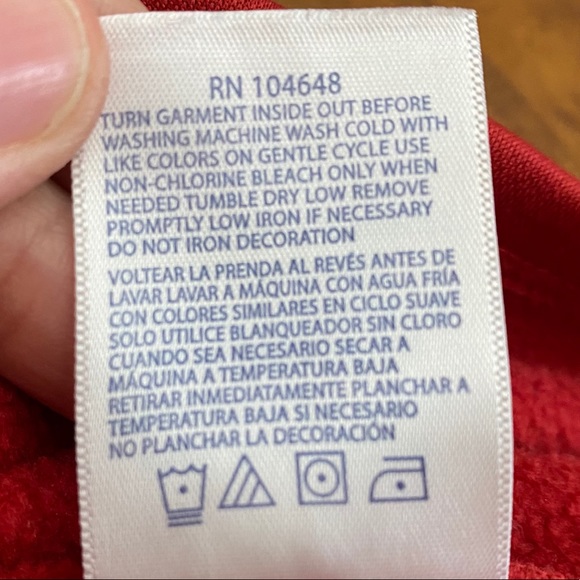 RN 104648
TURN GARMENT INSIDE OUT BEFORE
WASHING MACHINE WASH COLD WITH
LIKE COLORS ON GENTLE CYCLE USE
NON-CHLORINE BLEACH ONLY WHEN
NEEDED TUMBLE DRY LOW REMOVE
PROMPTLY LOW IRON IF NECESSARY
DO NOT IRON DECORATION
VOLTEAR LA PRENDA AL REVÉS ANTES DE
LAVAR LAVAR A MÁQUINA CON AGUA FRÍA
CON COLORES SIMILARES EN CICLO SUAVE
SOLO UTILICE BLANQUEADOR SIN CLORO
CUANDO SEA NECESARIO SECAR A
MÁQUINA A TEMPERATURA BAJA
RETIRAR INMEDIATAMENTE PLANCHAR A
TEMPERATURA BAJA SI NECESARIO
NO PLANCHAR LA DECORACIÓN